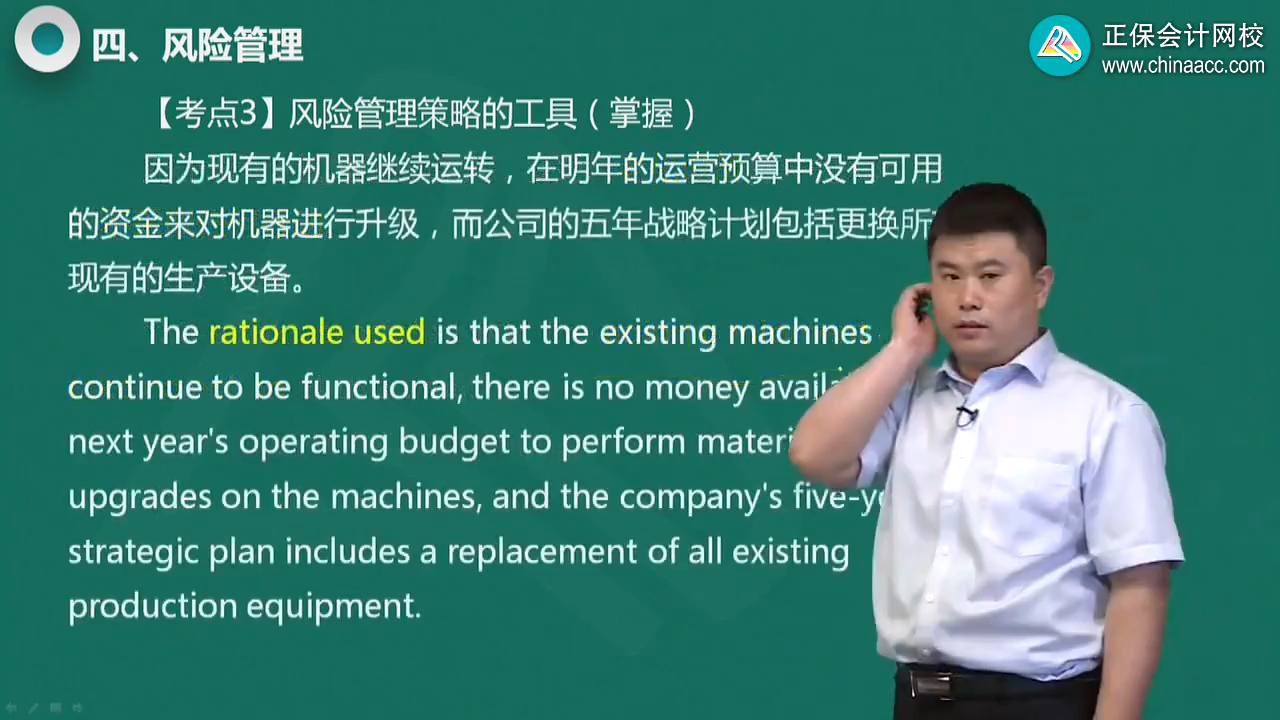 四、风险管理
正保会计网校
www.chinaacc.com
【考点3】风险管理策略的工具（掌握）
因为现有的机器继续运转，在明年的运营预算中没有可用
的资金来对机器进行升级，而公司的五年战略计划包括更换所
现有的生产设备。
The rationale used is that the existing machines
continue to be functional, there is no money
next year's operating budget to perform
upgrades on the machines, and the company's
strategic plan includes a replacement of all existing
production equipment.